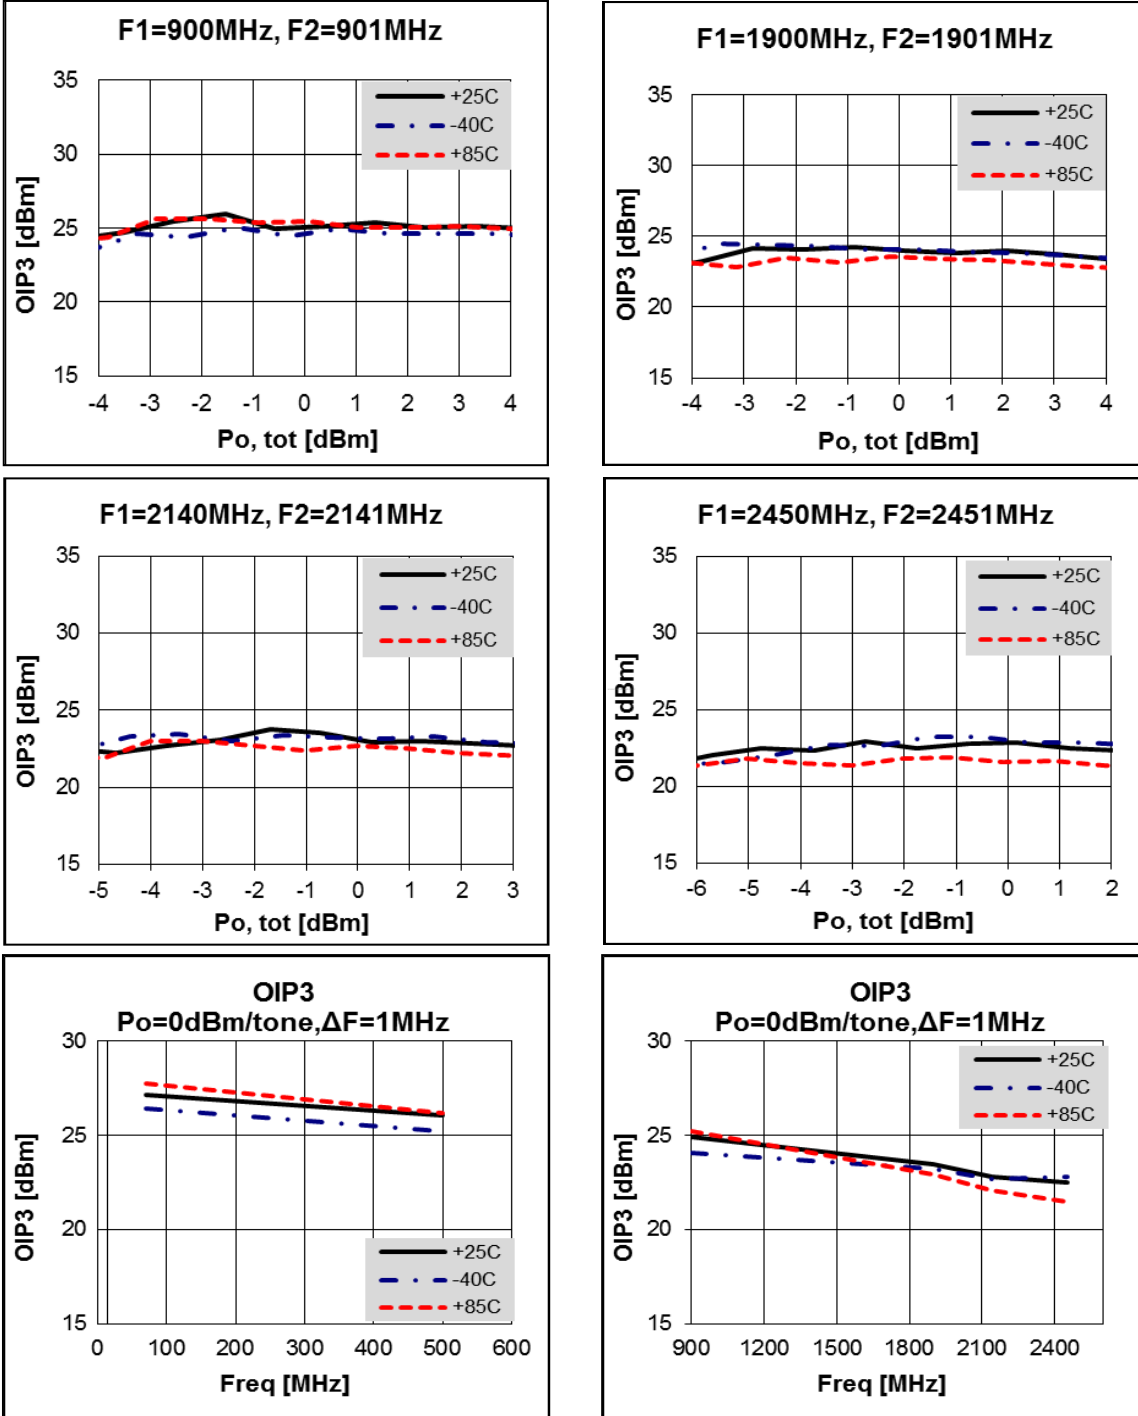 F1=900MHz, F2=901MHz
35
30
25
20
15
OIP3 [dBm]
+25C
-40C
+85C
-4 -3 -2 -1 0 1 2 3 4
Po, tot [dBm]
F1=1900MHz, F2=1901MHz
35
30
25
20
15
OIP3 [dBm]
+25C
-40C
+85C
-4 -3 -2 -1 0 1 2 3 4
Po, tot [dBm]
F1=2140MHz, F2=2141MHz
35
30
25
20
15
OIP3 [dBm]
+25C
-40C
+85C
-5 -4 -3 -2 -1 0 1 2 3
Po, tot [dBm]
F1=2450MHz, F2=2451MHz
35
30
25
20
15
OIP3 [dBm]
+25C
-40C
+85C
-6 -5 -4 -3 -2 -1 0 1 2
Po, tot [dBm]
OIP3
Po=0dBm/tone,ΔF=1MHz
30
25
20
15
OIP3 [dBm]
+25C
-40C
+85C
0 100 200 300 400 500 600
Freq [MHz]
OIP3
Po=0dBm/tone,ΔF=1MHz
30
25
20
15
OIP3 [dBm]
+25C
-40C
+85C
900 1200 1500 1800 2100 2400
Freq [MHz]